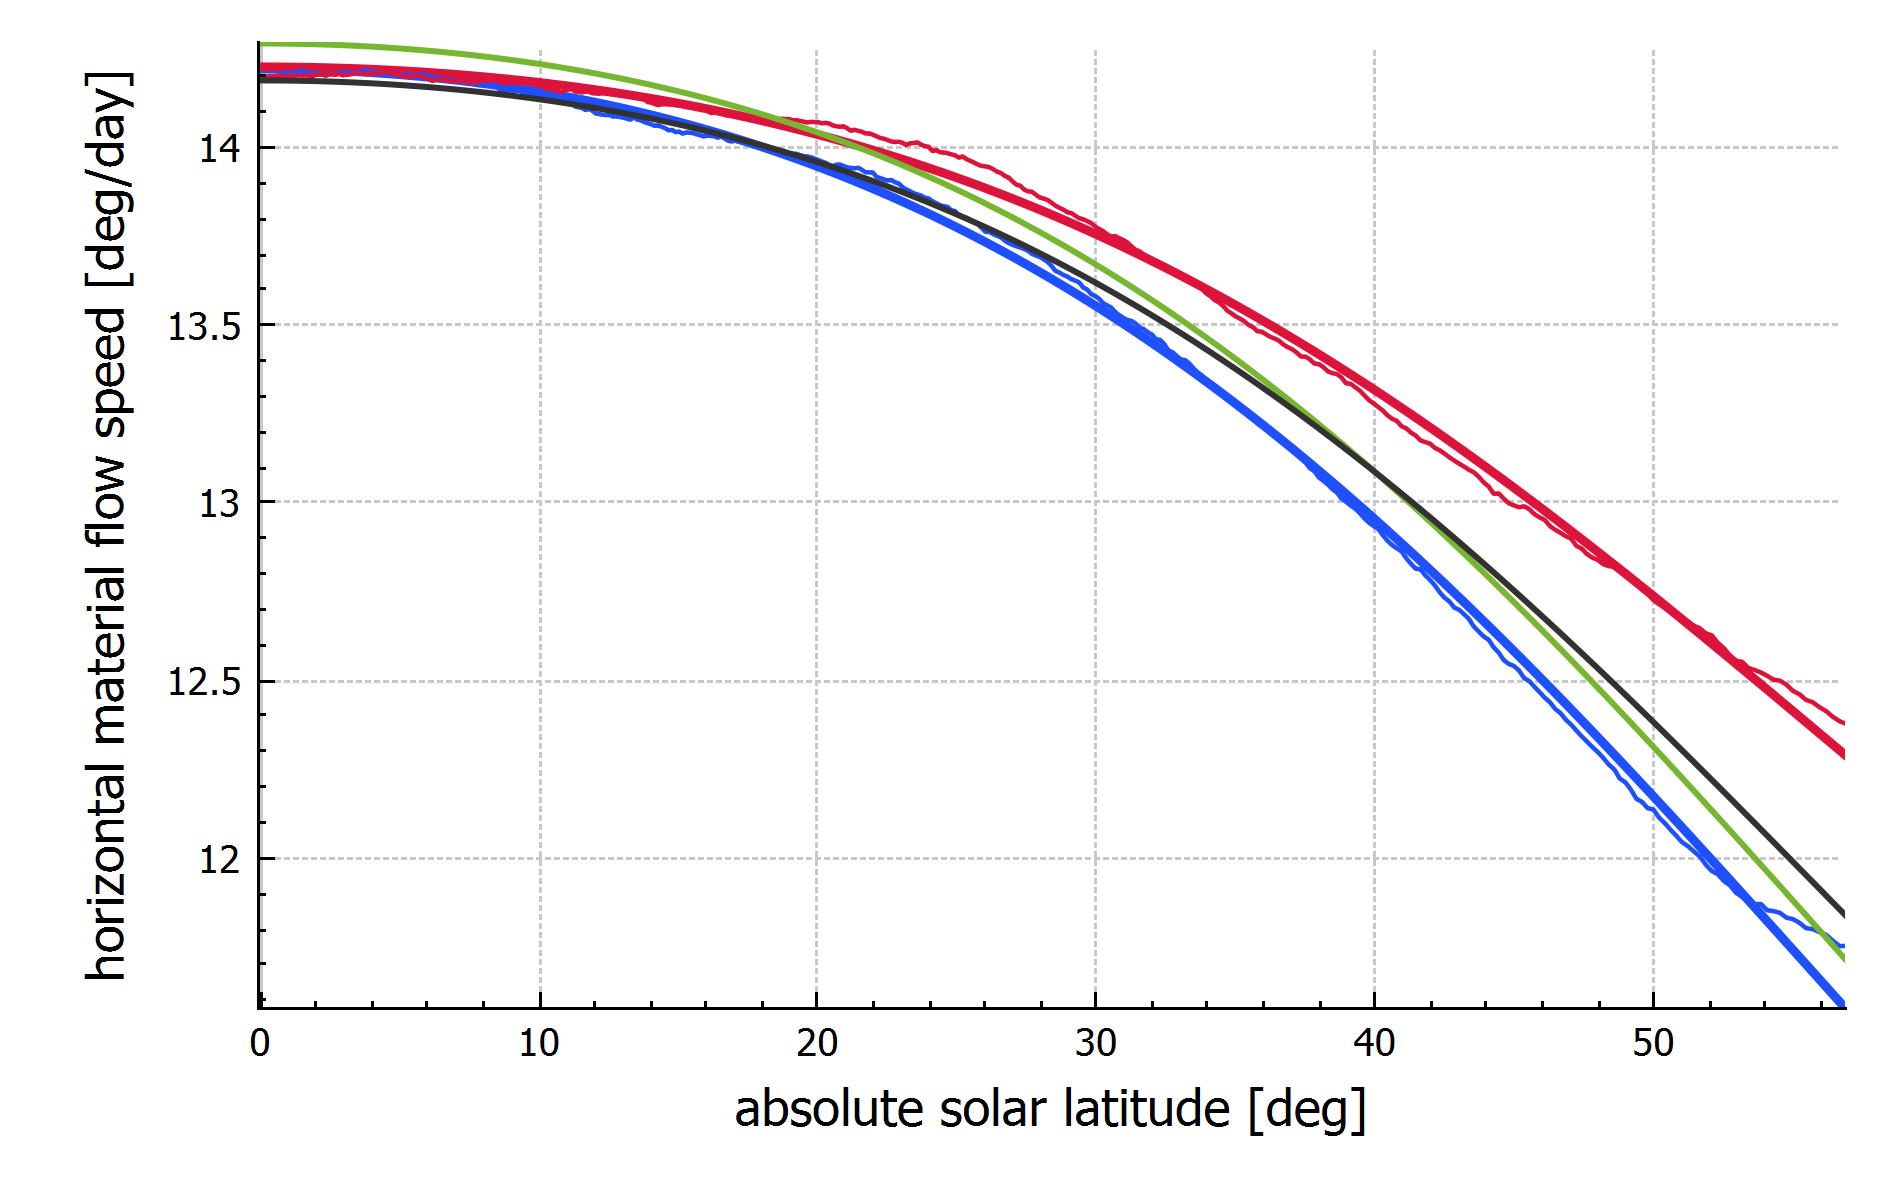 horizontal material flow speed [deg/day]
14
13.5
13
12.5
12
0 10 20 30 40 50
absolute solar latitude [deg]